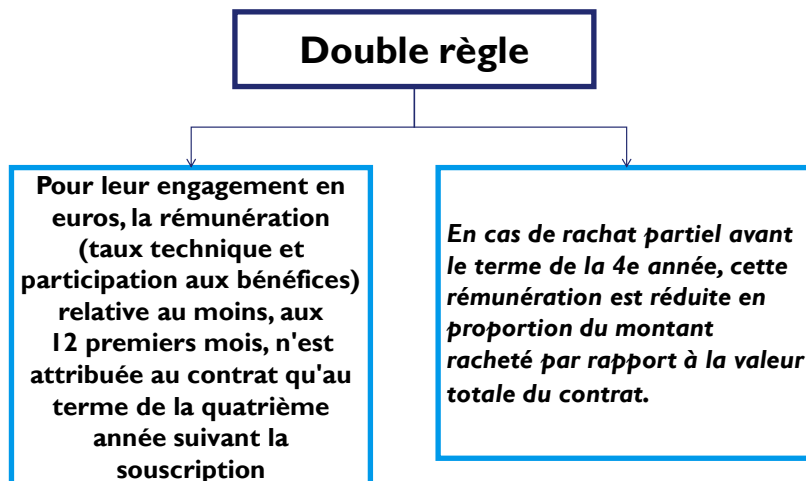 Double règle
Pour leur engagement en
euros, la rémunération
(taux technique et
participation aux bénéfices)
relative au moins, aux
12 premiers mois, n'est
attribuée au contrat qu'au
terme de la quatrième
année suivant la
souscription
En cas de rachat partiel avant
le terme de la 4e année, cette
rémunération est réduite en
proportion du montant
racheté par rapport à la valeur
totale du contrat.